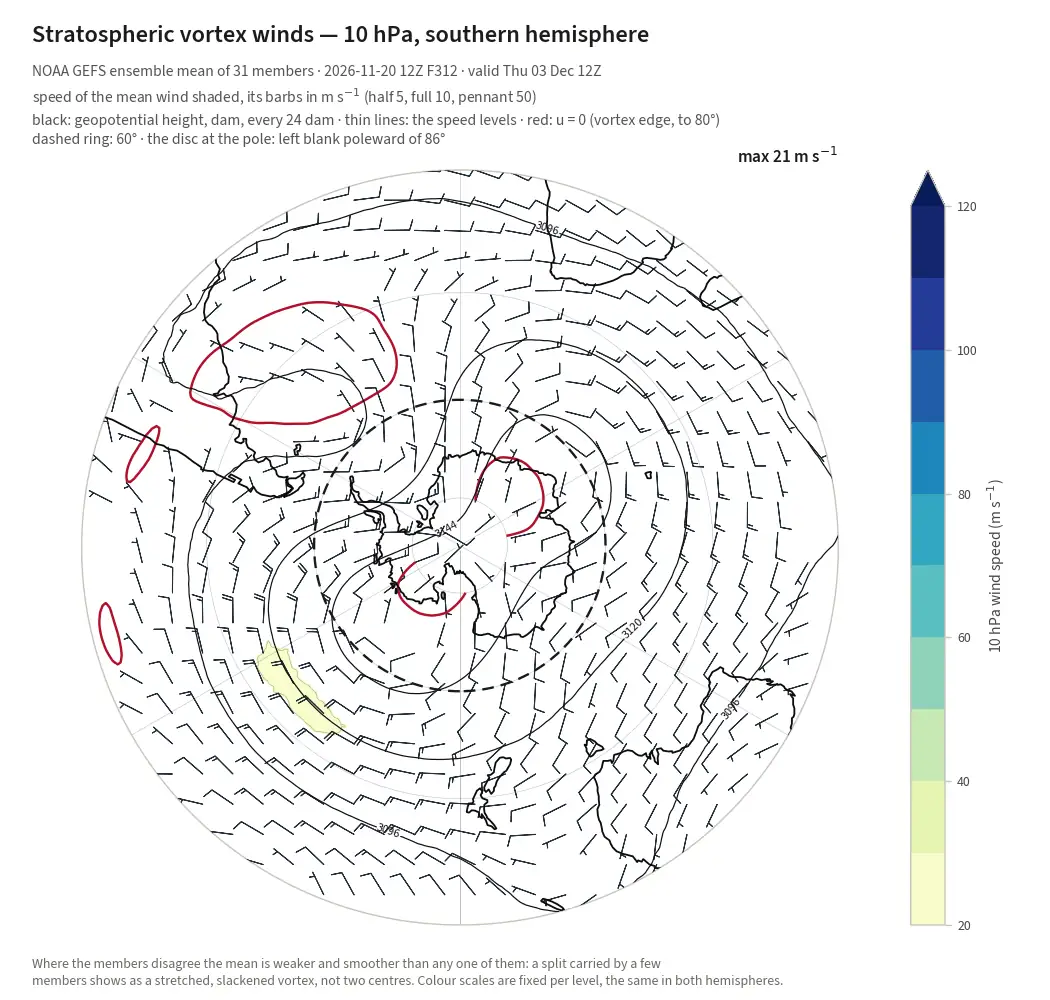 Stratospheric vortex winds — 10 hPa, southern hemisphere
NOAA GEFS ensemble mean of 31 members · 2026-11-20 12Z F312 · valid Thu 03 Dec 12Z
speed of the mean wind shaded, its barbs in m s⁻¹ (half 5, full 10, pennant 50)
black: geopotential height, dam, every 24 dam · thin lines: the speed levels · red: u = 0 (vortex edge, to 80°)
dashed ring: 60° · the disc at the pole: left blank poleward of 86°
max 21 m s⁻¹
3096
3144
3120
3096
3096
120
100
80
60
40
20
10 hPa wind speed (m s⁻¹)
Where the members disagree the mean is weaker and smoother than any one of them: a split carried by a few
members shows as a stretched, slackened vortex, not two centres. Colour scales are fixed per level, the same in both hemispheres.